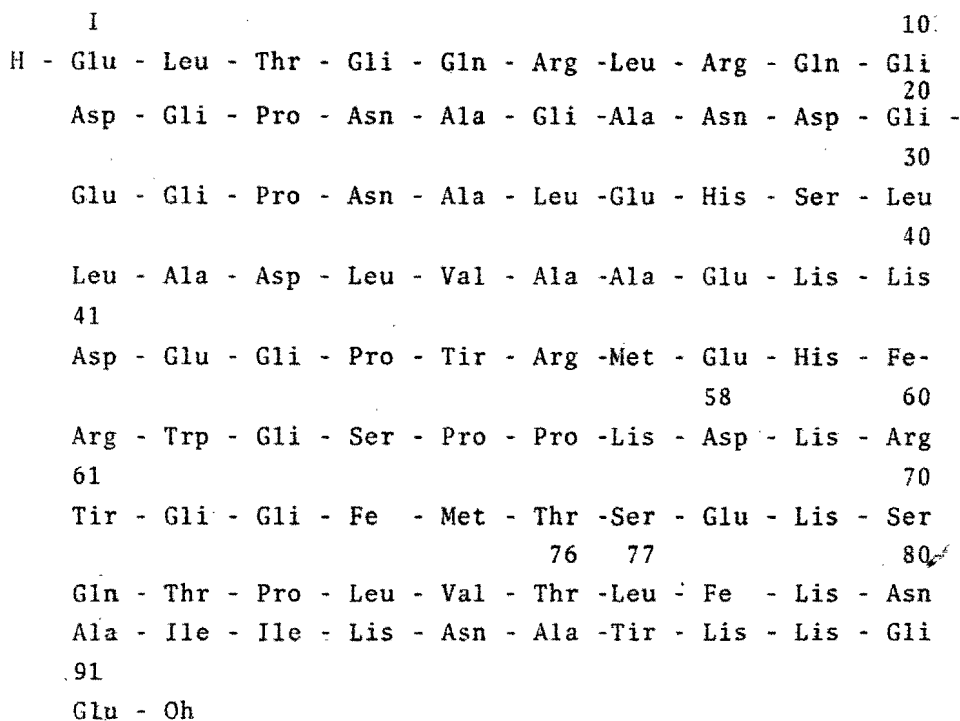 I 10
H - Glu - Leu - Thr - Gli - Gln - Arg -Leu - Arg - Gln - Gli
20
Asp - Gli - Pro - Asn - Ala - Gli -Ala - Asn - Asp - Gli -
30
Glu - Gli - Pro - Asn - Ala - Leu -Glu - His - Ser - Leu
40
Leu - Ala - Asp - Leu - Val - Ala -Ala - Glu - Lis - Lis
41
Asp - Glu - Gli - Pro - Tir - Arg -Met - Glu - His - Fe-
58 60
Arg - Trp - Gli - Ser - Pro - Pro -Lis - Asp - Lis - Arg
61 70
Tir - Gli - Gli - Fe - Met - Thr -Ser - Glu - Lis - Ser
76 77 80
Gln - Thr - Pro - Leu - Val - Thr -Leu - Fe - Lis - Asn
Ala - Ile - Ile - Lis - Asn - Ala -Tir - Lis - Lis - Gli
91
Glu - Oh